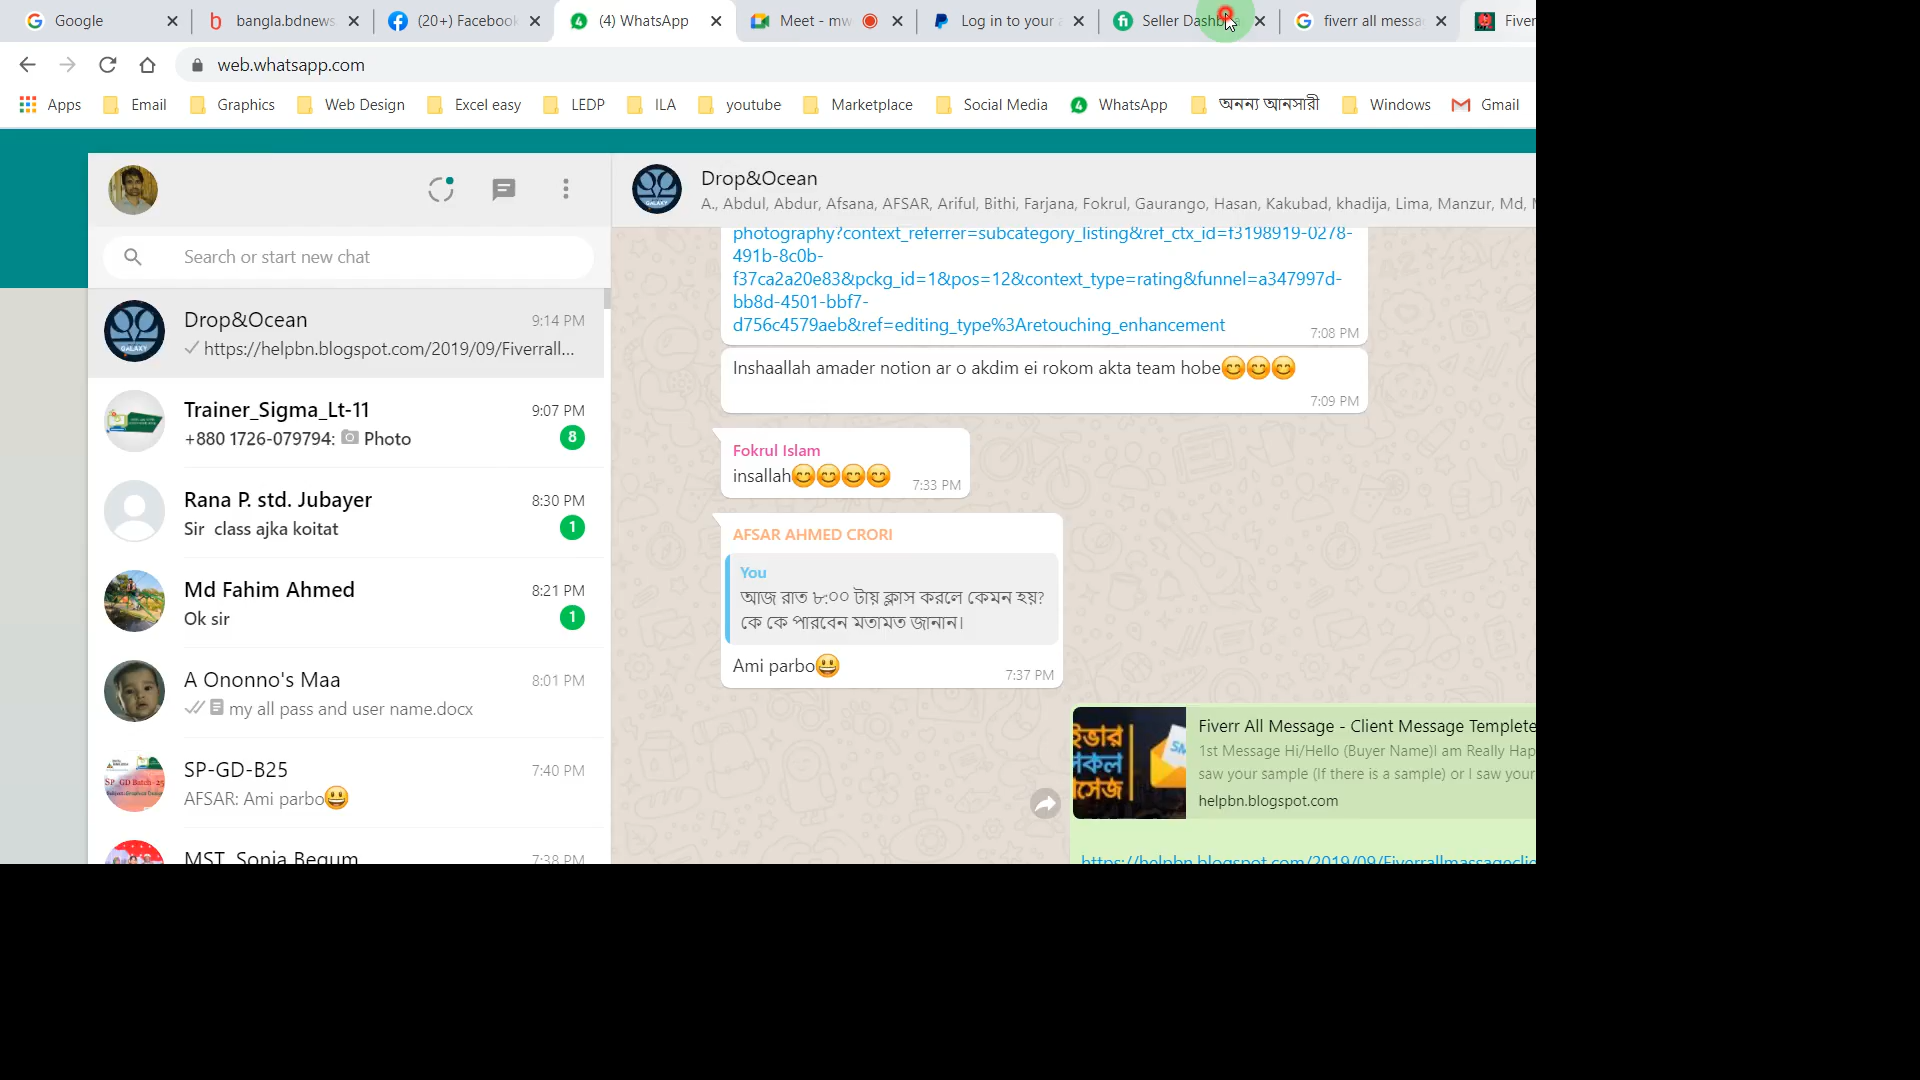 Google
bangla.bdnews
(20+) Facebook
(4) WhatsApp
Meet - mw
Log in to your
Seller Dashb
fiverr all messa
Fiver
web.whatsapp.com
Apps
Email
Graphics
Web Design
Excel easy
LEDP
ILA
youtube
Marketplace
Social Media
WhatsApp
অনন্য আনসারী
Windows
Gmail
Search or start new chat
Drop&Ocean
9:14 PM
https://helpbn.blogspot.com/2019/09/Fiverrall...
Trainer_Sigma_Lt-11
9:07 PM
+880 1726-079794: Photo
8
Rana P. std. Jubayer
8:30 PM
Sir class ajka koitat
1
Md Fahim Ahmed
8:21 PM
Ok sir
1
A Ononno's Maa
8:01 PM
my all pass and user name.docx
SP-GD-B25
7:40 PM
AFSAR: Ami parbo😃
MST. Sonia Begum
7:38 PM
Drop&Ocean
A., Abdul, Abdur, Afsana, AFSAR, Ariful, Bithi, Farjana, Fokrul, Gaurango, Hasan, Kakubad, khadija, Lima, Manzur, Md,
photography?context_referrer=subcategory_listing&ref_ctx_id=f3198919-0278-
491b-8c0b-
f37ca2a20e83&pckg_id=1&pos=12&context_type=rating&funnel=a347997d-
bb8d-4501-bbf7-
d756c4579aeb&ref=editing_type%3Aretouching_enhancement
7:08 PM
Inshaallah amader notion ar o akdim ei rokom akta team hobe😊😊😊
7:09 PM
Fokrul Islam
insallah😊😊😊😊
7:33 PM
AFSAR AHMED CRORI
You
আজ রাত ৮:০০ টায় ক্লাস করলে কেমন হয়?
কে কে পারবেন মতামত জানান।
Ami parbo😃
7:37 PM
Fiverr All Message - Client Message Templete
1st Message Hi/Hello (Buyer Name)I am Really Hap
saw your sample (If there is a sample) or I saw your
helpbn.blogspot.com
https://helpbn.blogspot.com/2019/09/Fiverrallmassageclie